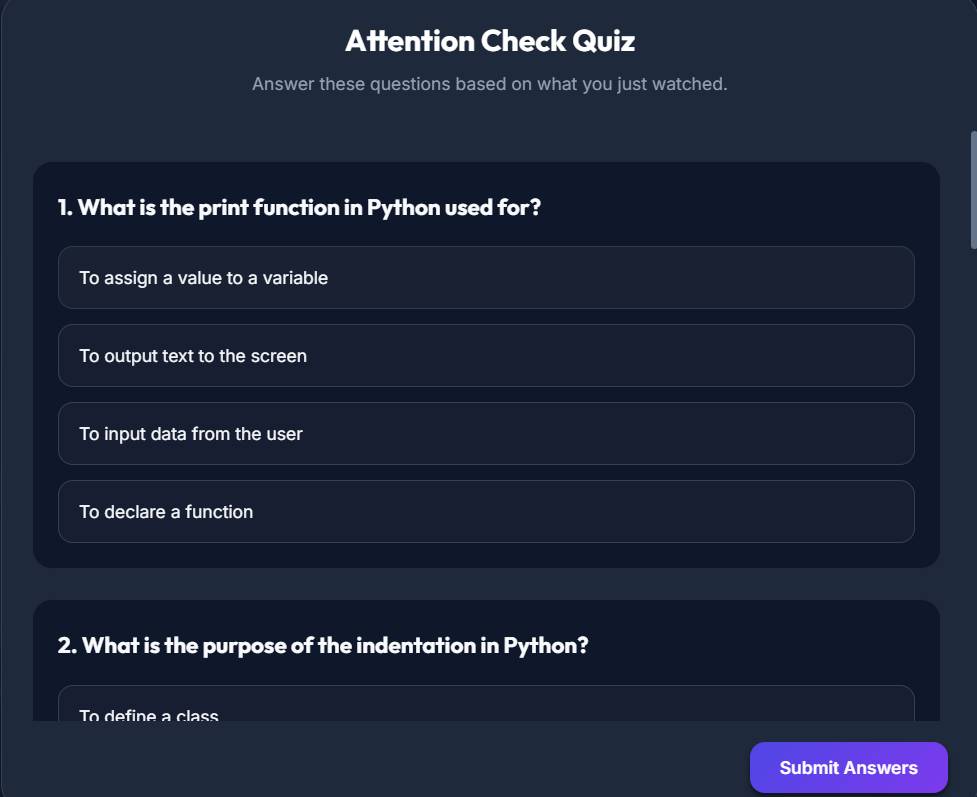 Attention Check Quiz
Answer these questions based on what you just watched.
1. What is the print function in Python used for?
To assign a value to a variable
To output text to the screen
To input data from the user
To declare a function
2. What is the purpose of the indentation in Python?
To define a class
Submit Answers